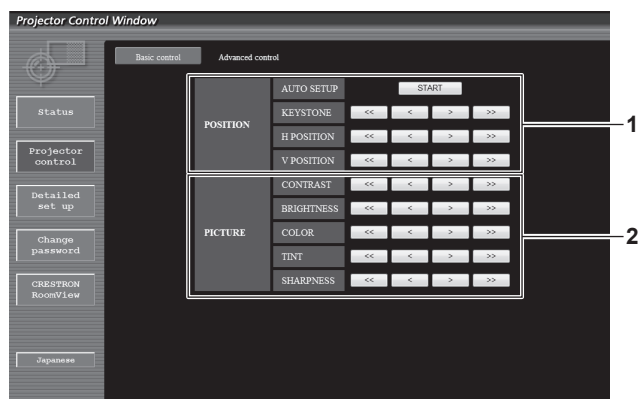 Projector Control Window
Basic control Advanced control
Status
Projector control
Detailed set up
Change password
CRESTRON RoomView
Japanese
POSITION
AUTO SETUP START
KEYSTONE << < > >>
H POSITION << < > >>
V POSITION << < > >>
1
PICTURE
CONTRAST << < > >>
BRIGHTNESS << < > >>
COLOR << < > >>
TINT << < > >>
SHARPNESS << < > >>
2